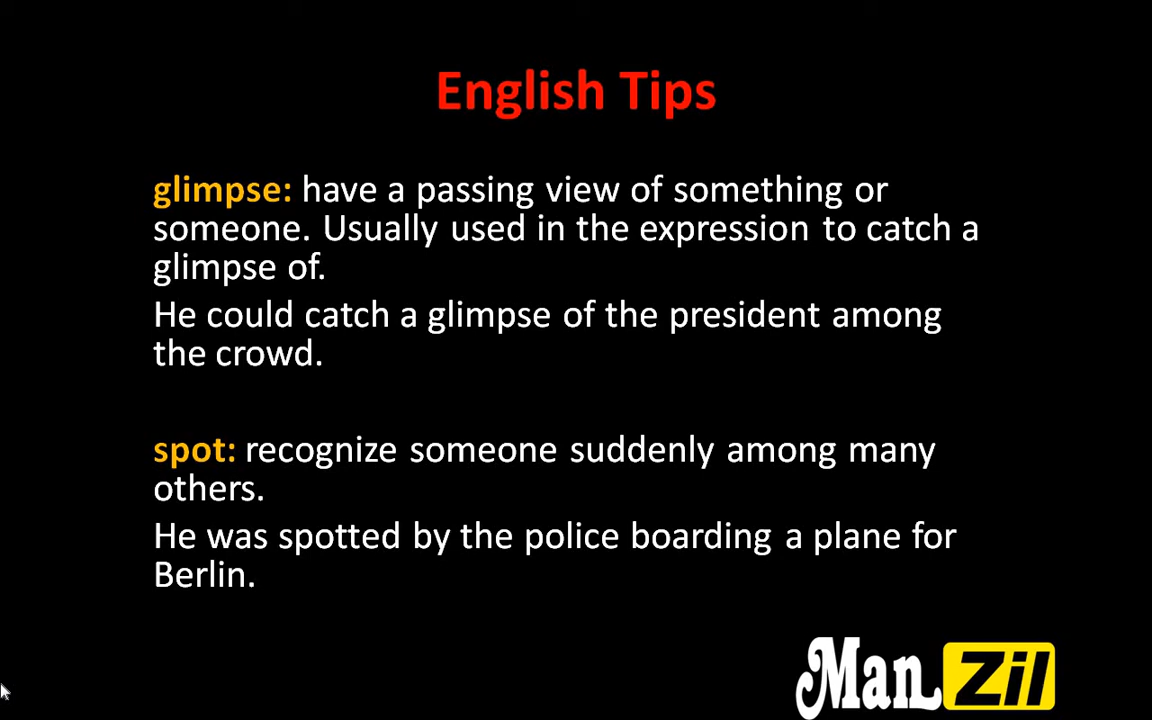 English Tips
glimpse: have a passing view of something or
someone. Usually used in the expression to catch a
glimpse of.
He could catch a glimpse of the president among
the crowd.
spot: recognize someone suddenly among many
others.
He was spotted by the police boarding a plane for
Berlin.
Man Zil